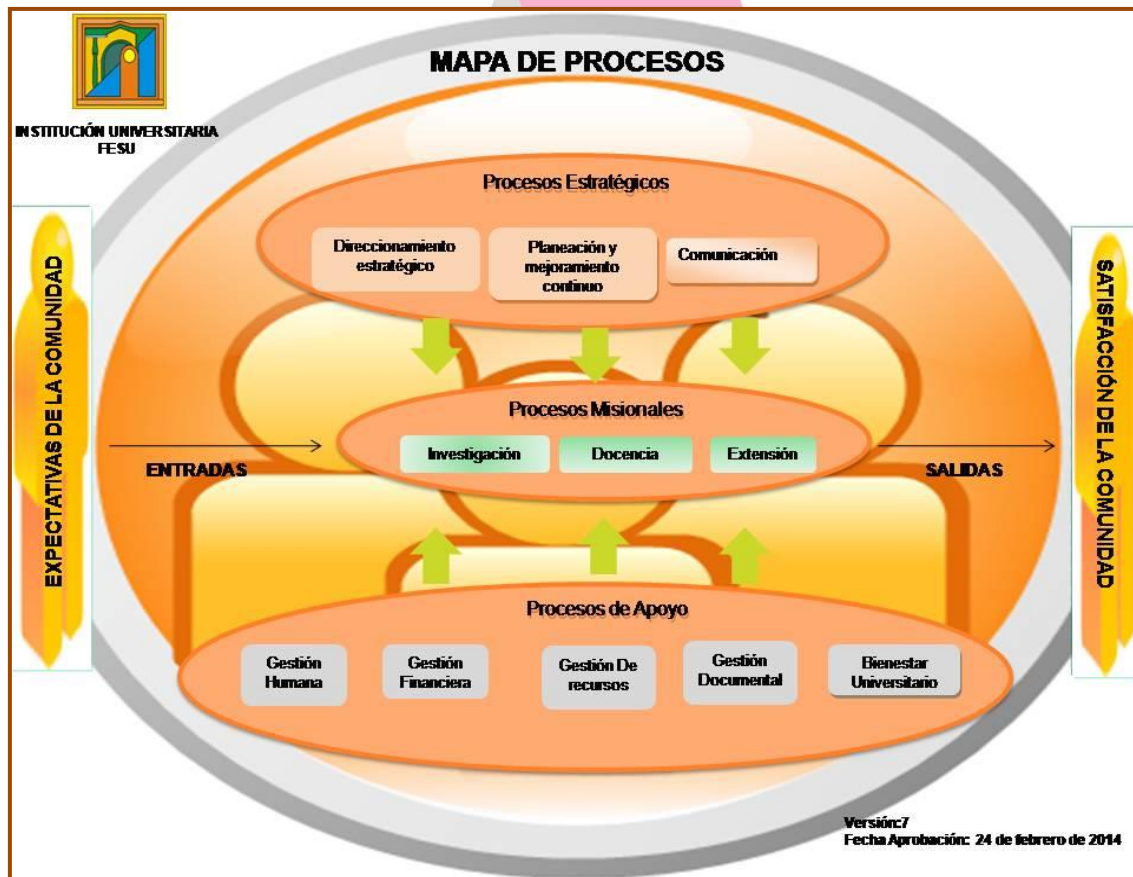 MAPA DE PROCESOS
INSTITUCIÓN UNIVERSITARIA
FESU
Procesos Estratégicos
Direccionamiento
estratégico
Planeación y
mejoramiento
continuo
Comunicación
EXPECTATIVAS DE LA COMUNIDAD
SATISFACCIÓN DE LA COMUNIDAD
Procesos Misionales
Investigación
Docencia
Extensión
ENTRADAS
SALIDAS
Procesos de Apoyo
Gestión
Humana
Gestión
Financiera
Gestión De
recursos
Gestión
Documental
Bienestar
Universitario
Versión:7
Fecha Aprobación: 24 de febrero de 2014